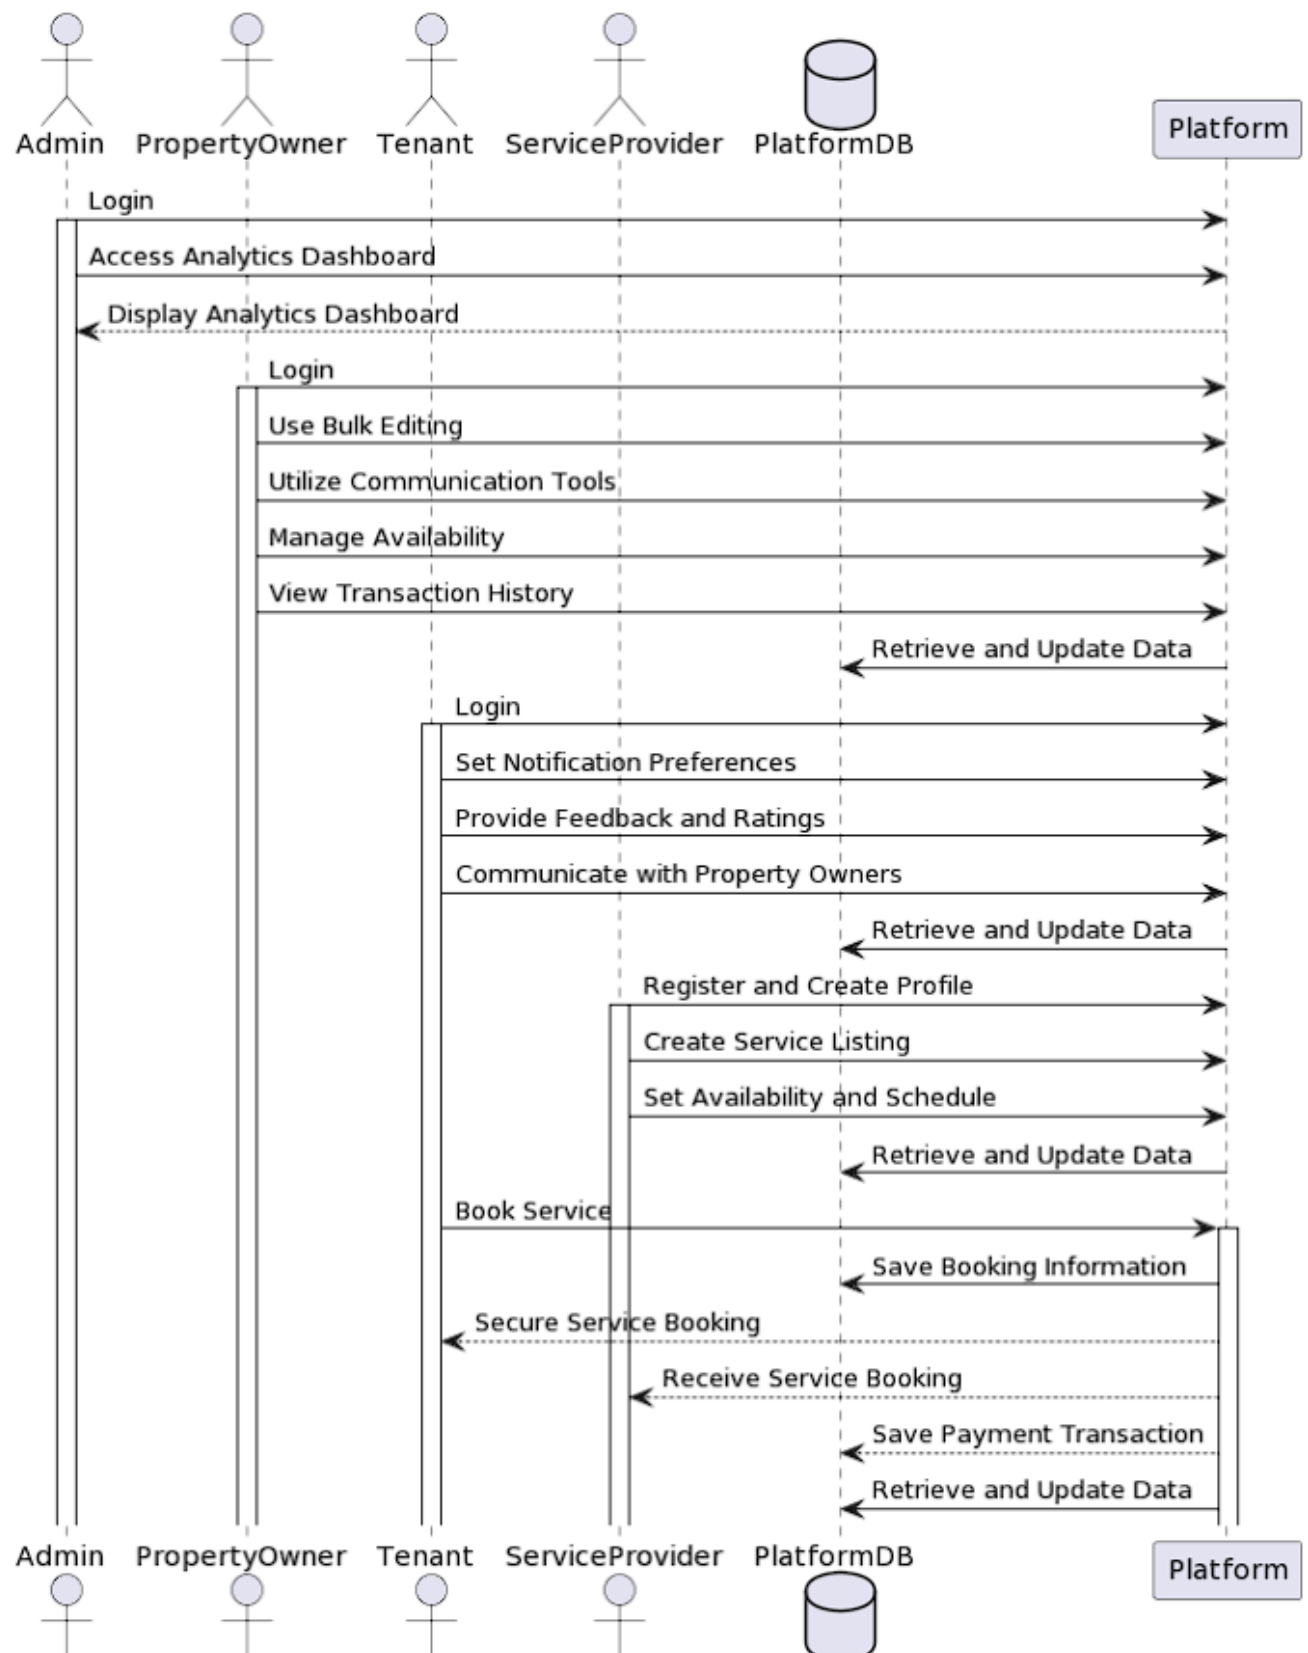 Admin PropertyOwner Tenant ServiceProvider PlatformDB Platform
Login
Access Analytics Dashboard
Display Analytics Dashboard
Login
Use Bulk Editing
Utilize Communication Tools
Manage Availability
View Transaction History
Retrieve and Update Data
Login
Set Notification Preferences
Provide Feedback and Ratings
Communicate with Property Owners
Retrieve and Update Data
Register and Create Profile
Create Service Listing
Set Availability and Schedule
Retrieve and Update Data
Book Service
Save Booking Information
Secure Service Booking
Receive Service Booking
Save Payment Transaction
Retrieve and Update Data
Admin PropertyOwner Tenant ServiceProvider PlatformDB Platform